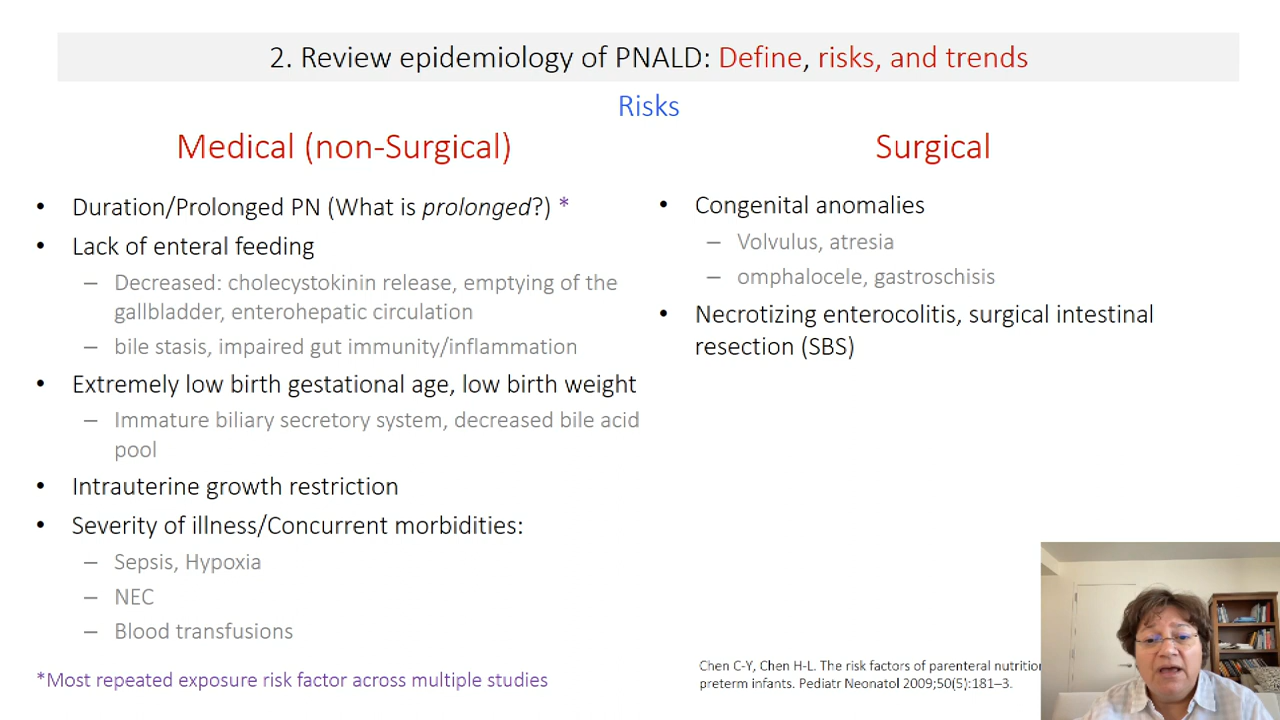 2. Review epidemiology of PNALD: Define, risks, and trends
Risks
Medical (non-Surgical)
• Duration/Prolonged PN (What is prolonged?) *
• Lack of enteral feeding
– Decreased: cholecystokinin release, emptying of the
gallbladder, enterohepatic circulation
– bile stasis, impaired gut immunity/inflammation
• Extremely low birth gestational age, low birth weight
– Immature biliary secretory system, decreased bile acid
pool
• Intrauterine growth restriction
• Severity of illness/Concurrent morbidities:
– Sepsis, Hypoxia
– NEC
– Blood transfusions
*Most repeated exposure risk factor across multiple studies
Surgical
• Congenital anomalies
– Volvulus, atresia
– omphalocele, gastroschisis
• Necrotizing enterocolitis, surgical intestinal
resection (SBS)
Chen C-Y, Chen H-L. The risk factors of parenteral nutrition
preterm infants. Pediatr Neonatol 2009;50(5):181–3.